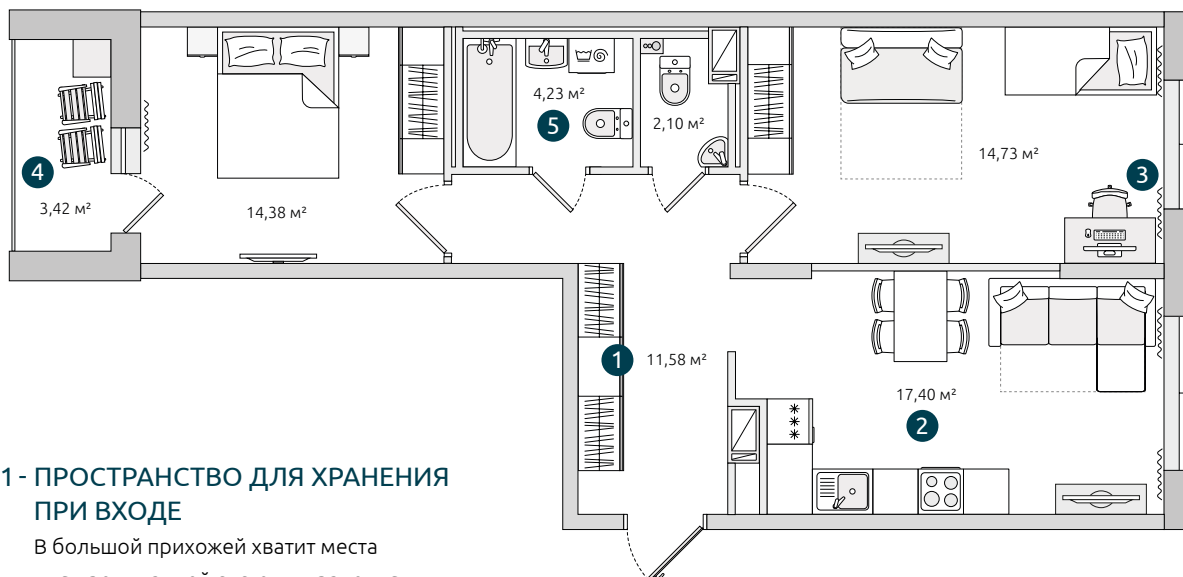 4,23 м²
5
2,10 м²
14,73 м²
3
4
3,42 м²
14,38 м²
1
11,58 м²
17,40 м²
2
1 - ПРОСТРАНСТВО ДЛЯ ХРАНЕНИЯ
ПРИ ВХОДЕ
В большой прихожей хватит места